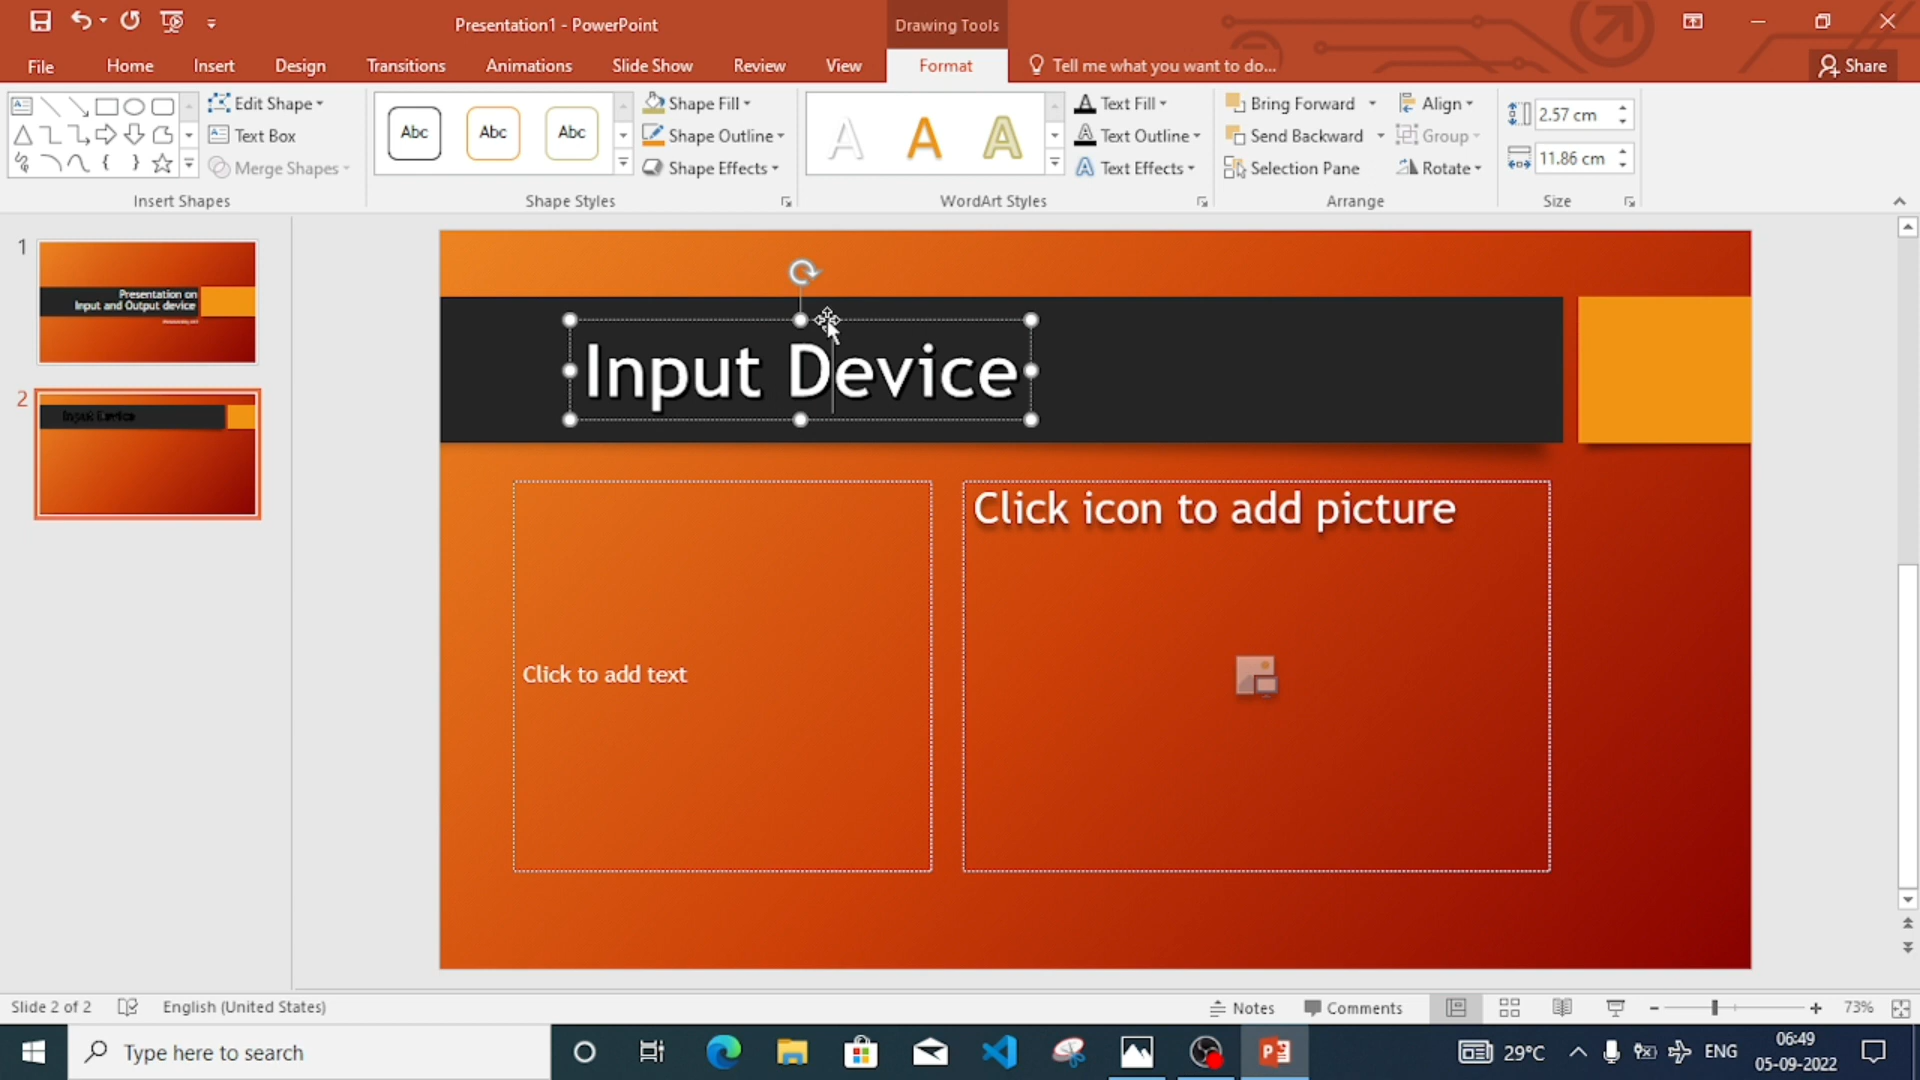 Presentation1 - PowerPoint
Drawing Tools
File
Home
Insert
Design
Transitions
Animations
Slide Show
Review
View
Format
Tell me what you want to do...
Share
Edit Shape
Text Box
Merge Shapes
Insert Shapes
Abc
Abc
Abc
Shape Fill
Shape Outline
Shape Effects
Shape Styles
A
A
A
Text Fill
Text Outline
Text Effects
WordArt Styles
Bring Forward
Send Backward
Selection Pane
Align
Group
Rotate
Arrange
2.57 cm
11.86 cm
Size
1
Presentation on
Input and Output device
2
Input Device
Input Device
Click to add text
Click icon to add picture
Slide 2 of 2
English (United States)
Notes
Comments
73%
Type here to search
29°C
ENG
06:49
05-09-2022